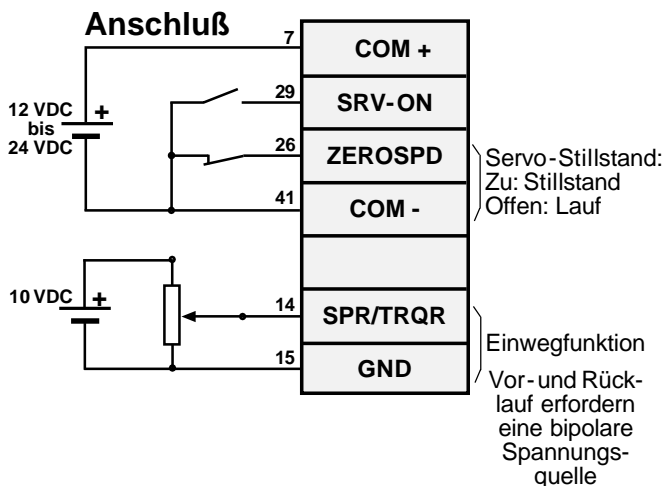 Anschluß
7
COM +
29
SRV-ON
12 VDC
bis
24 VDC
+
26
ZEROSPD
41
COM -
Servo-Stillstand:
Zu: Stillstand
Offen: Lauf
10 VDC
+
14
SPR/TRQR
15
GND
Einwegfunktion
Vor-und Rück-
lauf erfordern
eine bipolare
Spannungs-
quelle